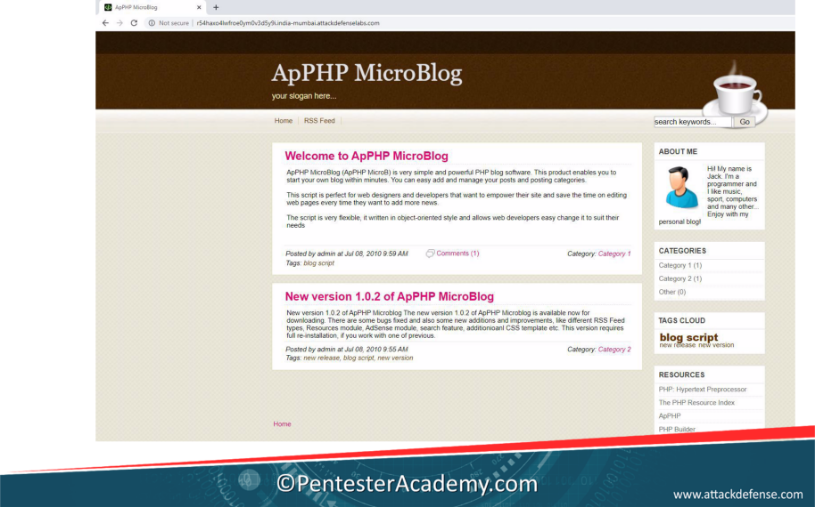 ApPHP MicroBlog
Not secure | r54haxo4lwfroe0ym0v3d5y9i.india-mumbai.attackdefenselabs.com
ApPHP MicroBlog
your slogan here...
Home
RSS Feed
search keywords...
Go
Welcome to ApPHP MicroBlog
ApPHP MicroBlog (ApPHP MicroB) is very simple and powerful PHP blog software. This product enables you to
start your own blog within minutes. You can easy add and manage your posts and posting categories.
This script is perfect for web designers and developers that want to empower their site and save the time on editing
web pages every time they want to add more news.
The script is very flexible, it written in object-oriented style and allows web developers easy change it to suit their
needs
Posted by admin at Jul 08, 2010 9:59 AM
Comments (1)
Category: Category 1
Tags: blog script
New version 1.0.2 of ApPHP MicroBlog
New version 1.0.2 of ApPHP Microblog The new version 1.0.2 of ApPHP Microblog is available now for
downloading. There are some bugs fixed and also some new additions and improvements, like different RSS Feed
types, Resources module, AdSense module, search feature, additionoanl CSS template etc. This version requires
full re-installation, if you work with one of previous.
Posted by admin at Jul 08, 2010 9:55 AM
Category: Category 2
Tags: new release, blog script, new version
Home
ABOUT ME
Hi! My name is
Jack. I'm a
programmer and
I like music,
sport, computers
and many other...
Enjoy with my
personal blog!
CATEGORIES
Category 1 (1)
Category 2 (1)
Other (0)
TAGS CLOUD
blog script
new release new version
RESOURCES
PHP: Hypertext Preprocessor
The PHP Resource Index
ApPHP
PHP Builder
©PentesterAcademy.com
www.attackdefense.com